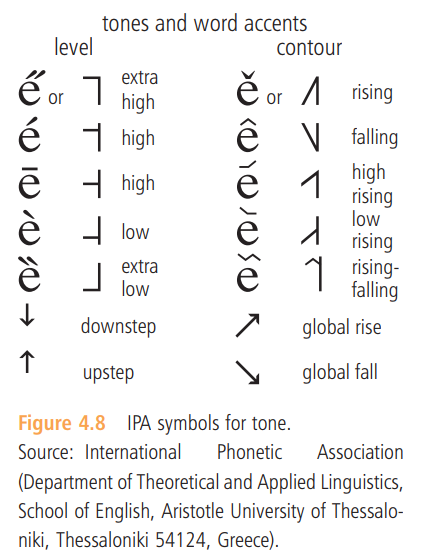 tones and word accents
level contour
e̋ or ˥ extra high ě or ˩˥ rising
é ˦ high ê ˥˩ falling
ē ˧ high e᷄ ˦˥ high rising
è ˨ low e᷅ ˩˨ low rising
ȅ ˩ extra low e᷈ ˧˦˧ rising-falling
↓ downstep ↗ global rise
↑ upstep ↘ global fall
Figure 4.8 IPA symbols for tone.
Source: International Phonetic Association
(Department of Theoretical and Applied Linguistics,
School of English, Aristotle University of Thessalo-
niki, Thessaloniki 54124, Greece).